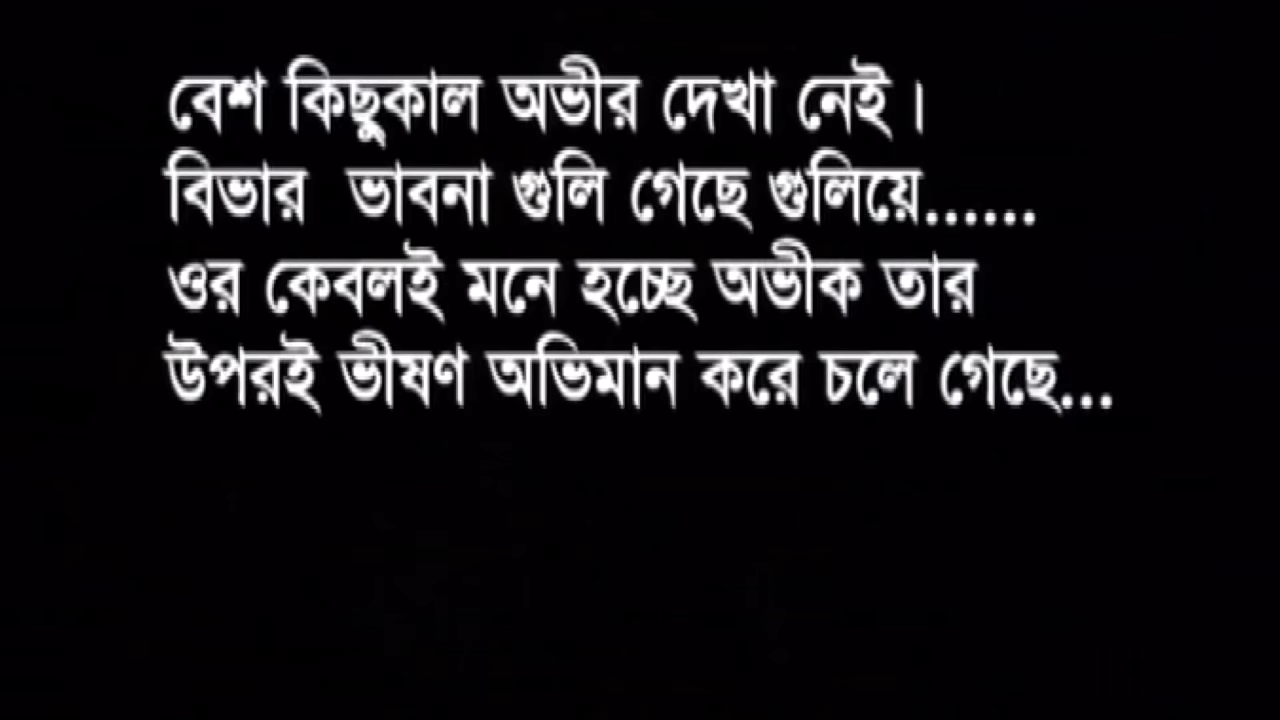 বেশ কিছুকাল অভীর দেখা নেই।
বিভার ভাবনা গুলি গেছে গুলিয়ে......
ওর কেবলই মনে হচ্ছে অভীক তার
উপরই ভীষণ অভিমান করে চলে গেছে...